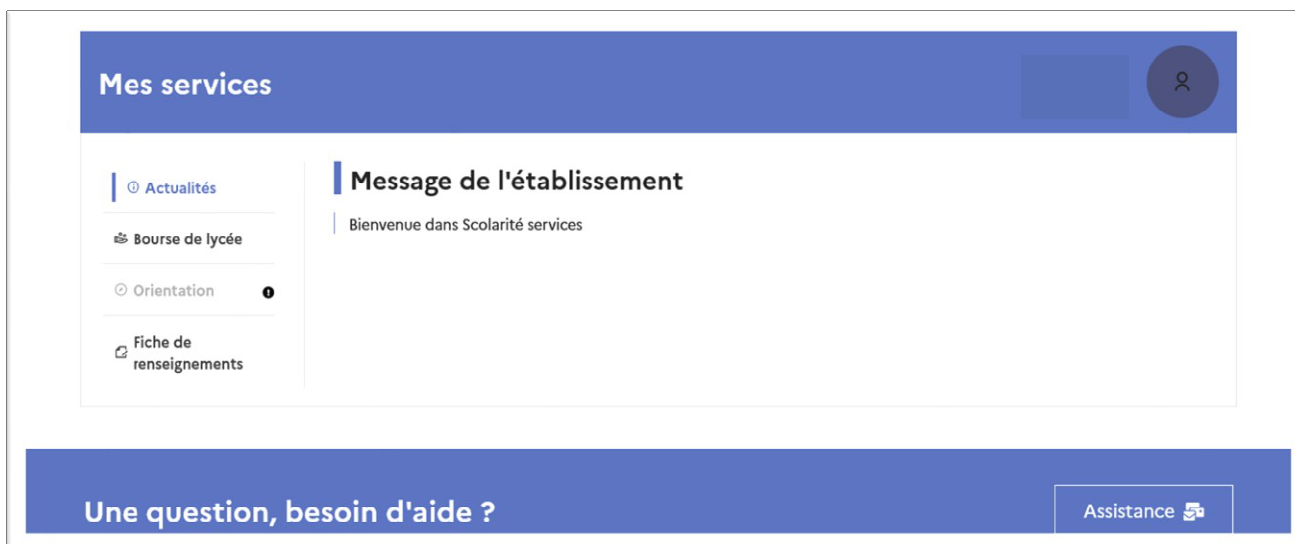 Mes services
Actualités
Bourse de lycée
Orientation
Fiche de
renseignements
Message de l'établissement
Bienvenue dans Scolarité services
Une question, besoin d'aide ?
Assistance